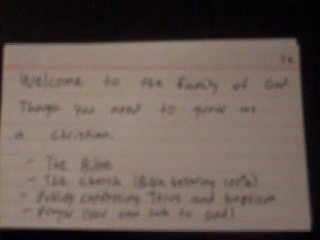 Welcome to the family of God.
Things you need to grow as
a Christian:
- The Bible
- The Church (Bible believing 100%)
- Publicly confessing Jesus and baptism
- Prayer (you can talk to God)